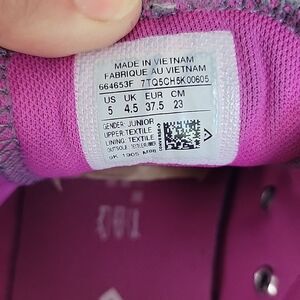 MADE IN VIETNAM
FABRIQUE AU VIETNAM
664653F 7TQ5CH5K00605
US UK EUR CM
5 4.5 37.5 23
GENDER: JUNIOR
UPPER: TEXTILE
LINING: TEXTILE